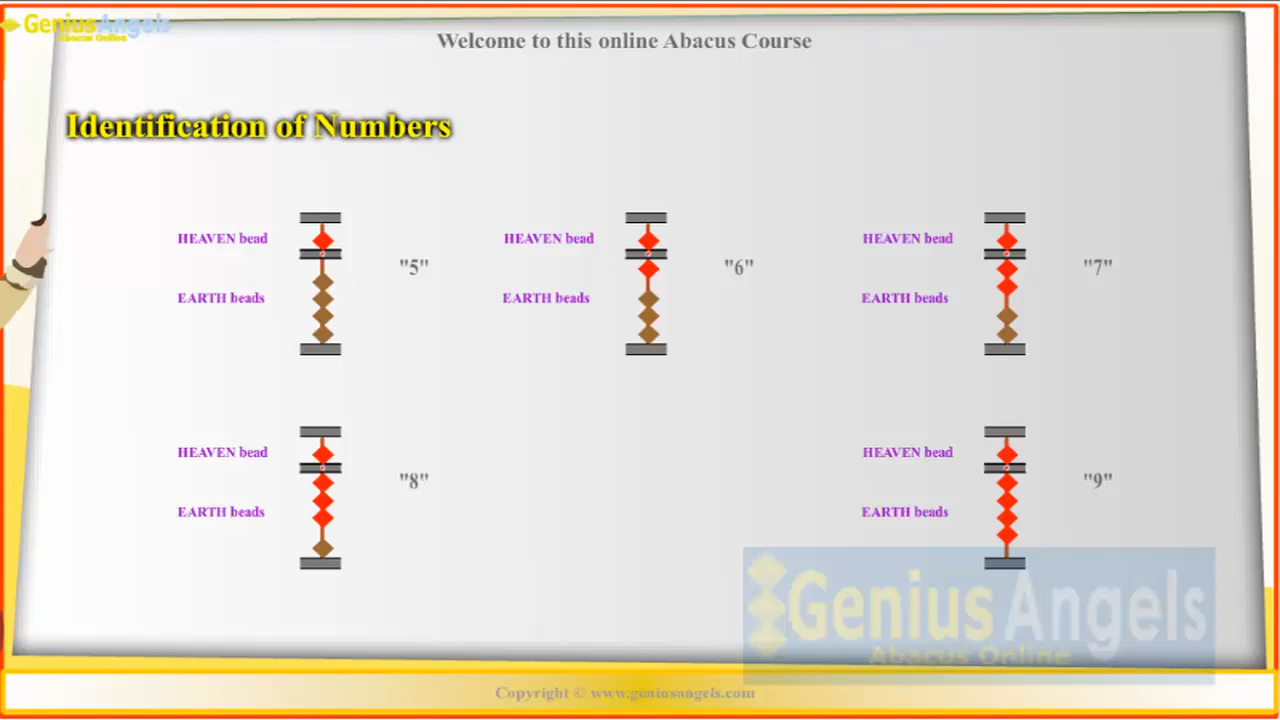 GeniusAngels
Abacus Online
Welcome to this online Abacus Course
Identification of Numbers
HEAVEN bead
"5"
EARTH beads
HEAVEN bead
"6"
EARTH beads
HEAVEN bead
"7"
EARTH beads
HEAVEN bead
"8"
EARTH beads
HEAVEN bead
"9"
EARTH beads
Genius Angels
Abacus Online
Copyright © www.geniusangels.com